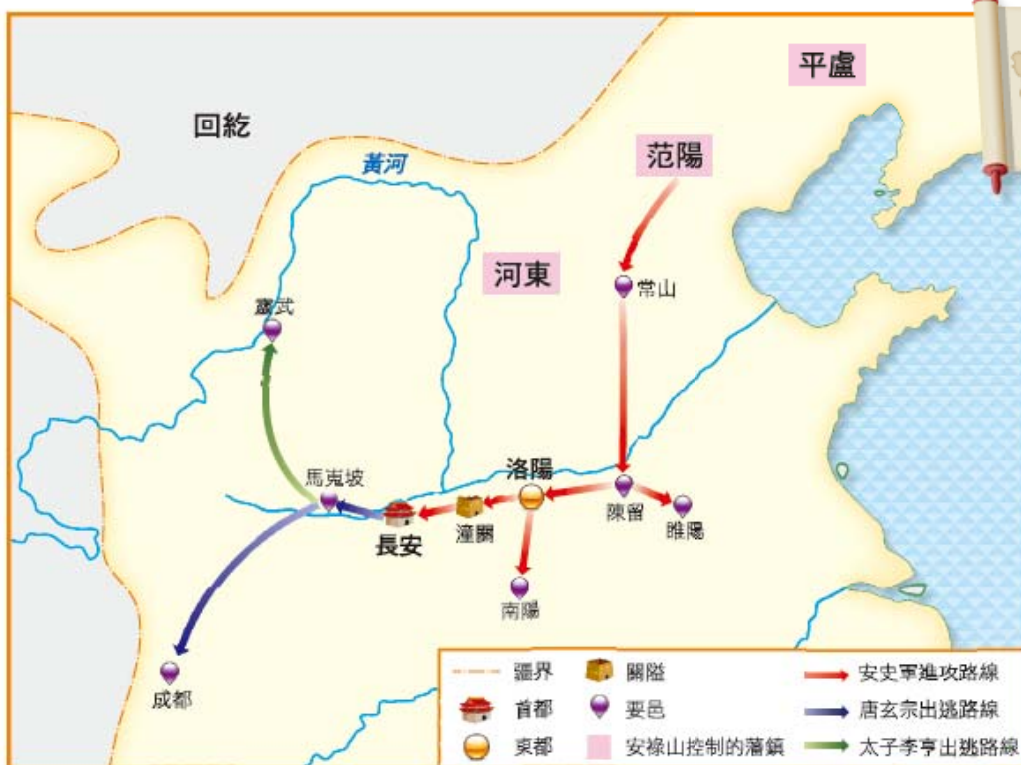 平盧
回紇
范陽
黃河
河東
常山
靈武
洛陽
馬嵬坡
陳留
睢陽
潼關
長安
南陽
成都
疆界
關隘
安史軍進攻路線
首都
要邑
唐玄宗出逃路線
東都
安祿山控制的藩鎮
太子李亨出逃路線